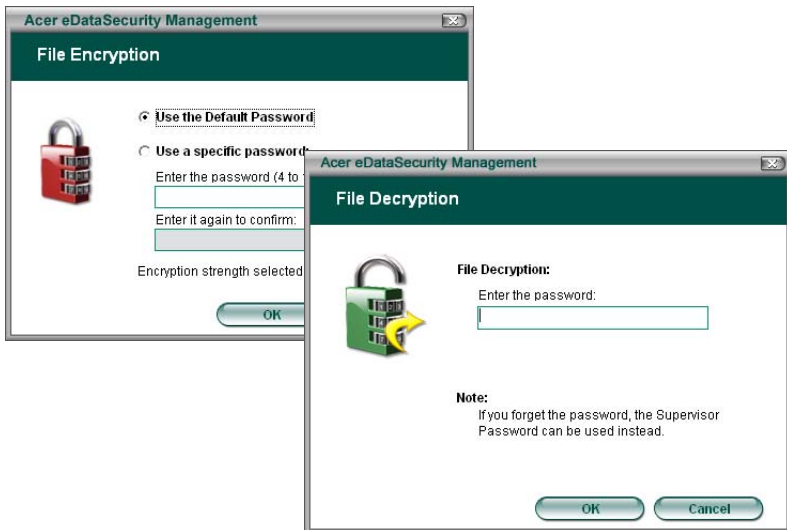 Acer eDataSecurity Management
File Encryption
Use the Default Password
Use a specific password:
Enter the password (4 to
Enter it again to confirm:
Encryption strength selected
OK
Acer eDataSecurity Management
File Decryption
File Decryption:
Enter the password:
Note:
If you forget the password, the Supervisor
Password can be used instead.
OK
Cancel